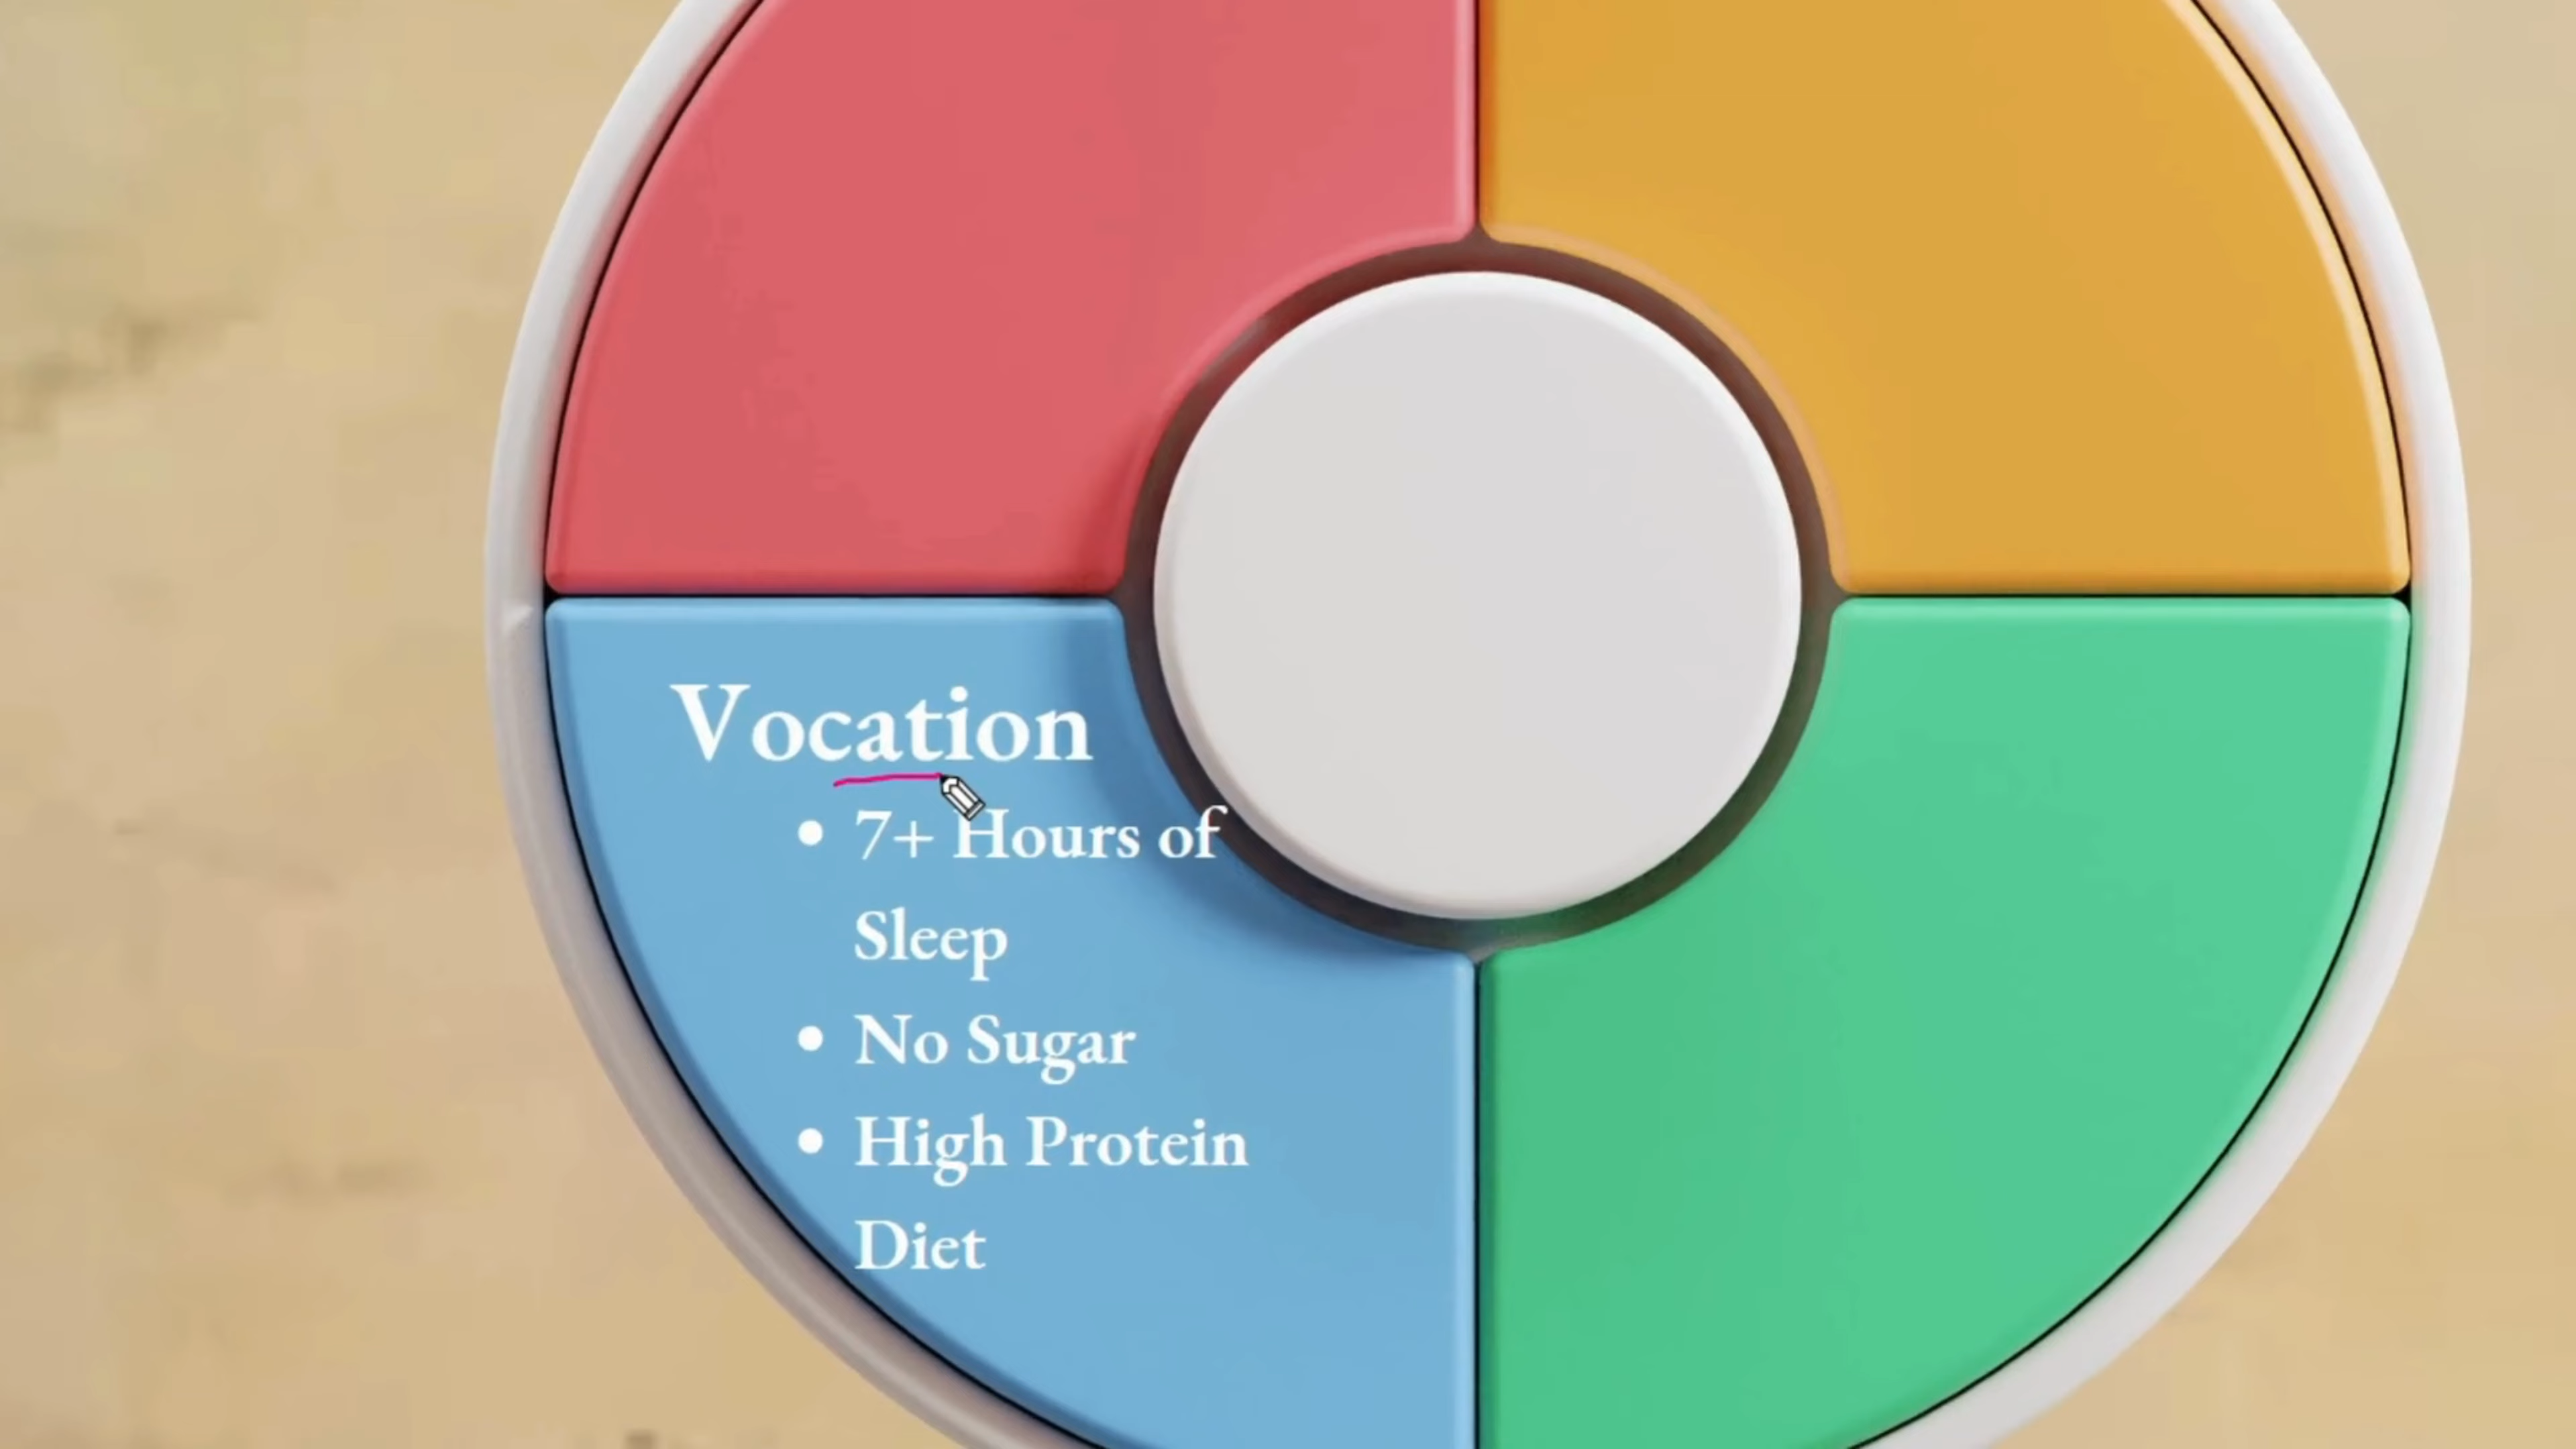 Vocation
• 7+ Hours of
Sleep
• No Sugar
• High Protein
Diet